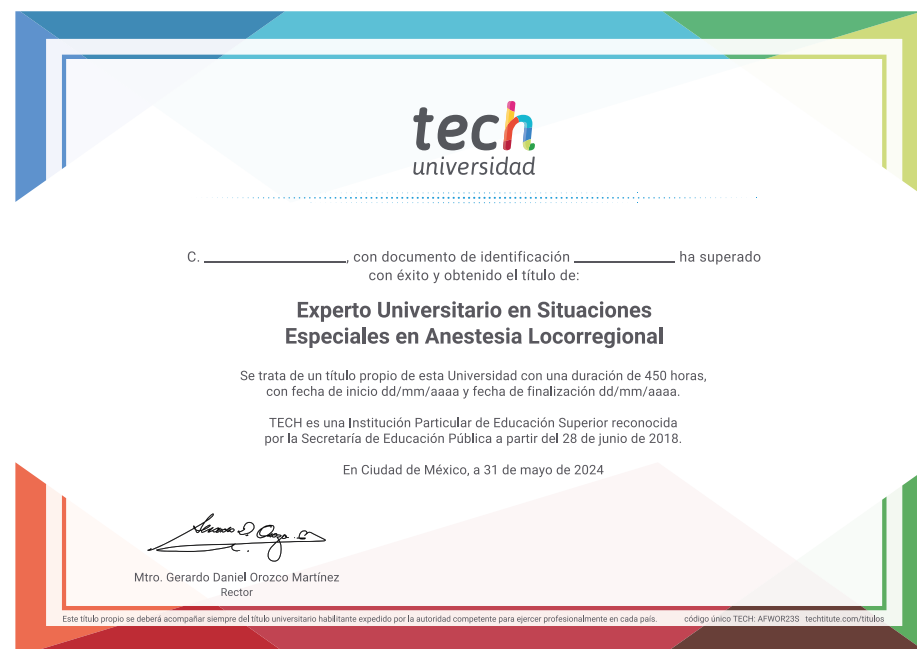 tech
universidad
C. ______________, con documento de identificación __________ ha superado
con éxito y obtenido el título de:
Experto Universitario en Situaciones
Especiales en Anestesia Locorregional
Se trata de un título propio de esta Universidad con una duración de 450 horas,
con fecha de inicio dd/mm/aaaa y fecha de finalización dd/mm/aaaa.
TECH es una Institución Particular de Educación Superior reconocida
por la Secretaría de Educación Pública a partir del 28 de junio de 2018.
En Ciudad de México, a 31 de mayo de 2024
Mtro. Gerardo Daniel Orozco Martínez
Rector
Este título propio se deberá acompañar siempre del título universitario habilitante expedido por la autoridad competente para ejercer profesionalmente en cada país. código único TECH: AFWOR23S techtitute.com/titulos